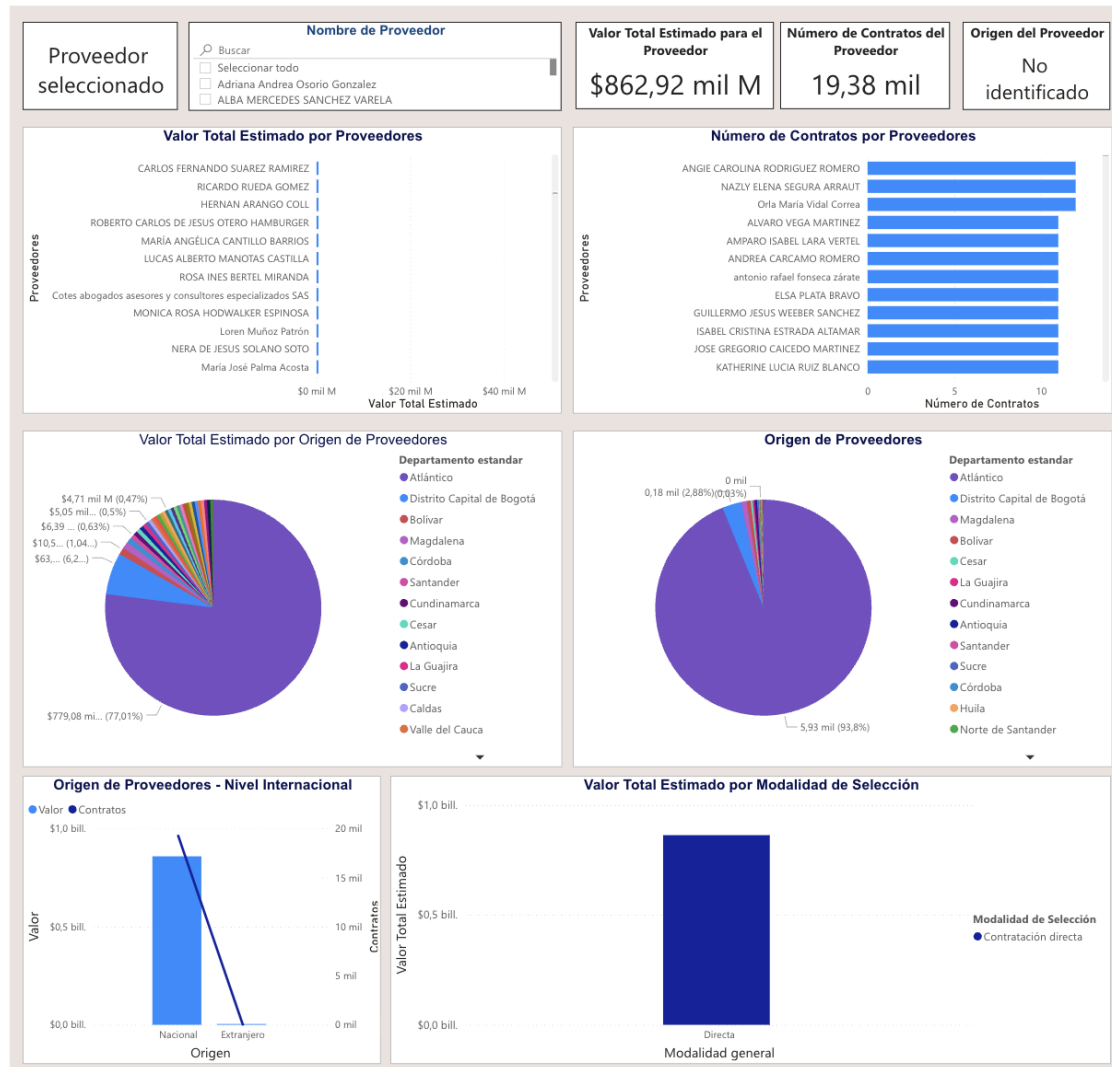 Proveedor
seleccionado
Nombre de Proveedor
Buscar
Seleccionar todo
Adriana Andrea Osorio Gonzalez
ALBA MERCEDES SANCHEZ VARELA
Valor Total Estimado para el
Proveedor
$862,92 mil M
Número de Contratos del
Proveedor
19,38 mil
Origen del Proveedor
No
identificado
Valor Total Estimado por Proveedores
Proveedores
CARLOS FERNANDO SUAREZ RAMIREZ
RICARDO RUEDA GOMEZ
HERNAN ARANGO COLL
ROBERTO CARLOS DE JESUS OTERO HAMBURGER
MARÍA ANGÉLICA CANTILLO BARRIOS
LUCAS ALBERTO MANOTAS CASTILLA
ROSA INES BERTEL MIRANDA
Cotes abogados asesores y consultores especializados SAS
MONICA ROSA HODWALKER ESPINOSA
Loren Muñoz Patrón
NERA DE JESUS SOLANO SOTO
María José Palma Acosta
$0 mil M $20 mil M $40 mil M
Valor Total Estimado
Número de Contratos por Proveedores
Proveedores
ANGIE CAROLINA RODRIGUEZ ROMERO
NAZLY ELENA SEGURA ARRAUT
Orla María Vidal Correa
ALVARO VEGA MARTINEZ
AMPARO ISABEL LARA VERTEL
ANDREA CARCAMO ROMERO
antonio rafael fonseca zárate
ELSA PLATA BRAVO
GUILLERMO JESUS WEEBER SANCHEZ
ISABEL CRISTINA ESTRADA ALTAMAR
JOSE GREGORIO CAICEDO MARTINEZ
KATHERINE LUCIA RUIZ BLANCO
0 5 10
Número de Contratos
Valor Total Estimado por Origen de Proveedores
$4,71 mil M (0,47%)
$5,05 mil... (0,5%)
$6,39 ... (0,63%)
$10,5... (1,04...)
$63,... (6,2...)
$779,08 mi... (77,01%)
Departamento estandar
Atlántico
Distrito Capital de Bogotá
Bolívar
Magdalena
Córdoba
Santander
Cundinamarca
Cesar
Antioquia
La Guajira
Sucre
Caldas
Valle del Cauca
Origen de Proveedores
0 mil
0,18 mil (2,88%)
(0,03%)
5,93 mil (93,8%)
Departamento estandar
Atlántico
Distrito Capital de Bogotá
Magdalena
Bolívar
Cesar
La Guajira
Cundinamarca
Antioquia
Santander
Sucre
Córdoba
Huila
Norte de Santander
Origen de Proveedores - Nivel Internacional
Valor Contratos
Valor
$1,0 bill.
$0,5 bill.
$0,0 bill.
20 mil
15 mil
10 mil
5 mil
0 mil
Contratos
Nacional Extranjero
Origen
Valor Total Estimado por Modalidad de Selección
Valor Total Estimado
$1,0 bill.
$0,5 bill.
$0,0 bill.
Directa
Modalidad general
Modalidad de Selección
Contratación directa